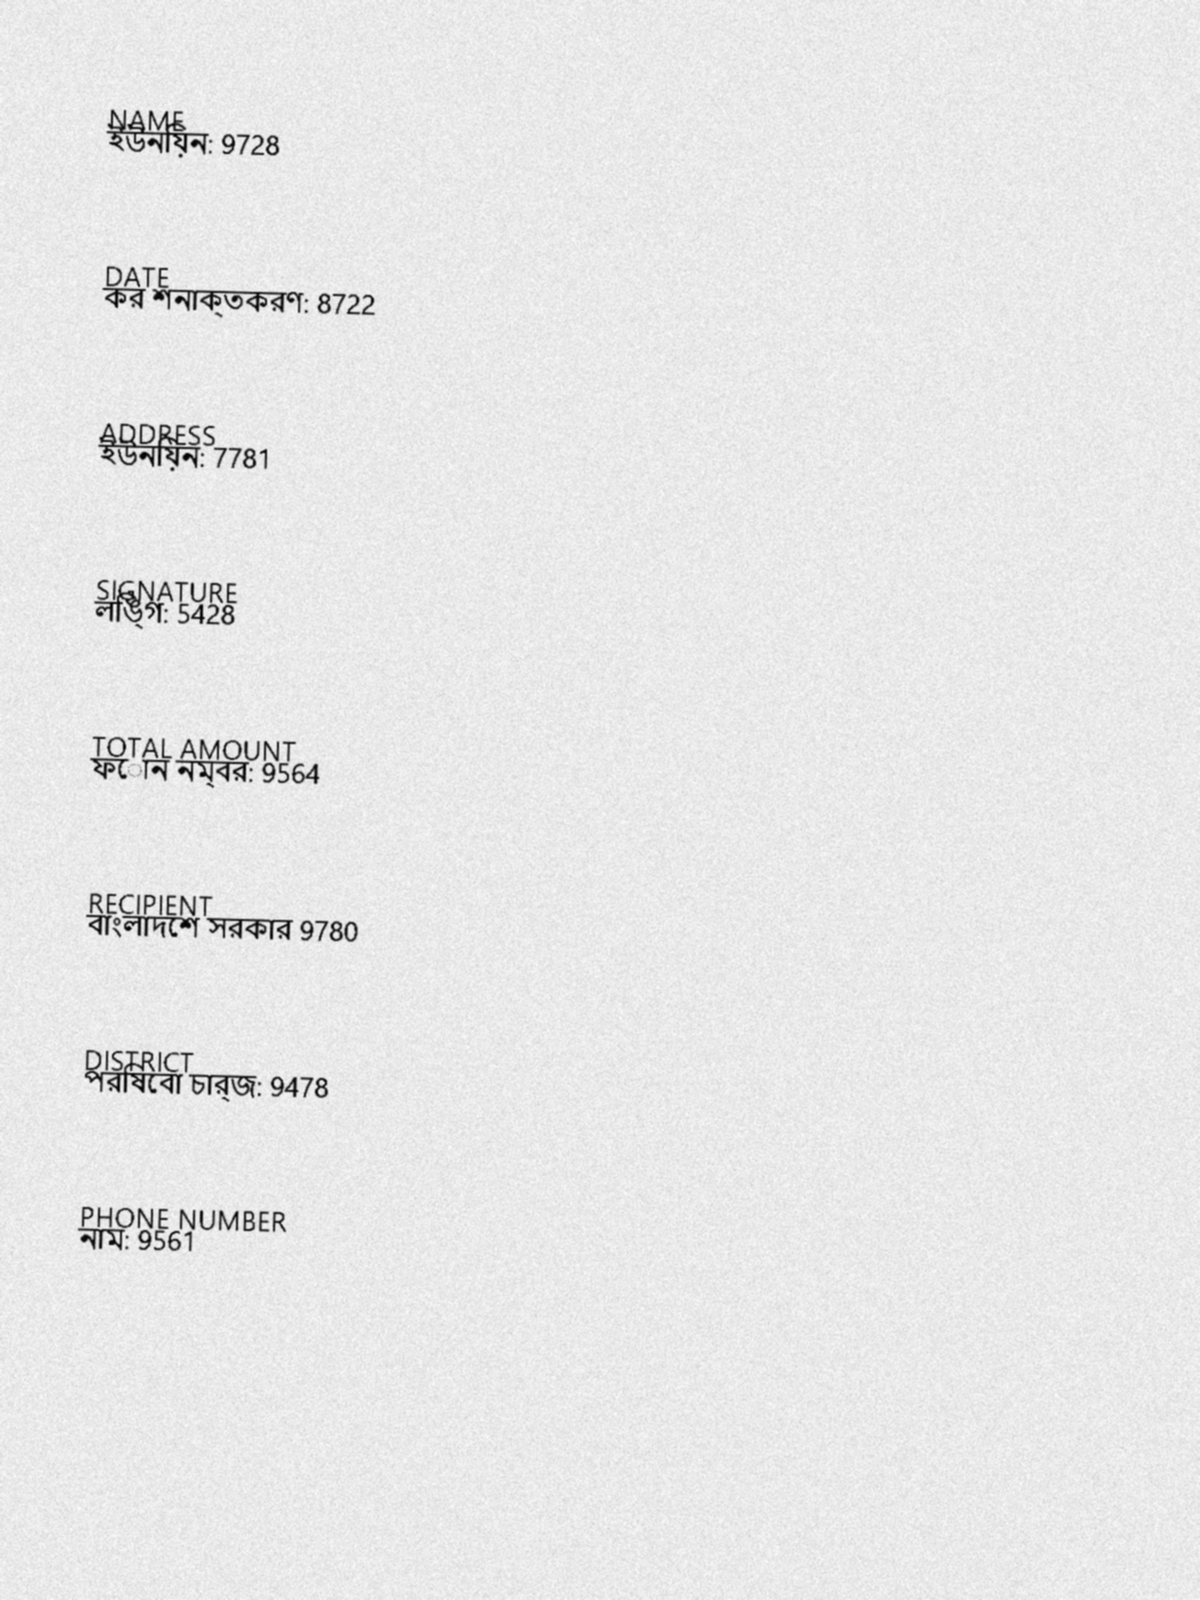 NAME
ইউনিয়ন: 9728
DATE
কর শনাক্তকরণ: 8722
ADDRESS
ইউনিয়ন: 7781
SIGNATURE
লিঙ্গ: 5428
TOTAL AMOUNT
ফোন নম্বর: 9564
RECIPIENT
বাংলাদেশ সরকার 9780
DISTRICT
পরিষেবা চার্জ: 9478
PHONE NUMBER
নাম: 9561